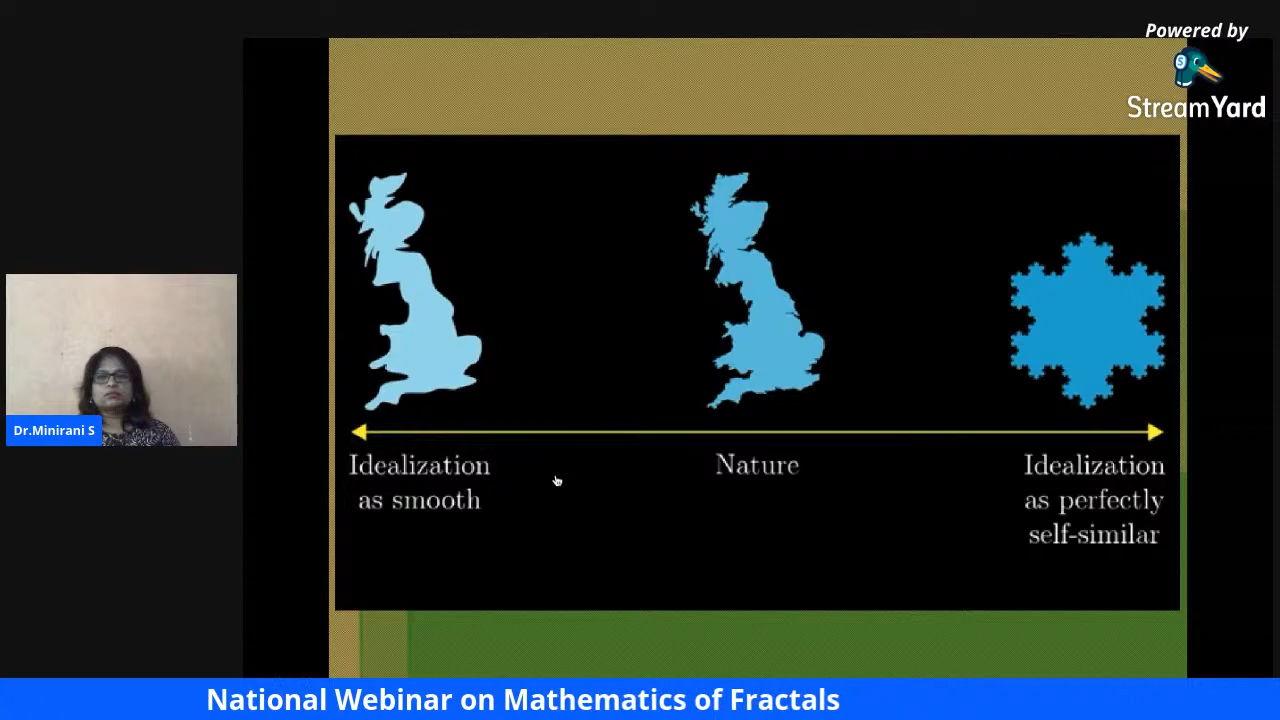 Powered by
StreamYard
Dr.Minirani S
Idealization
as smooth
Nature
Idealization
as perfectly
self-similar
National Webinar on Mathematics of Fractals